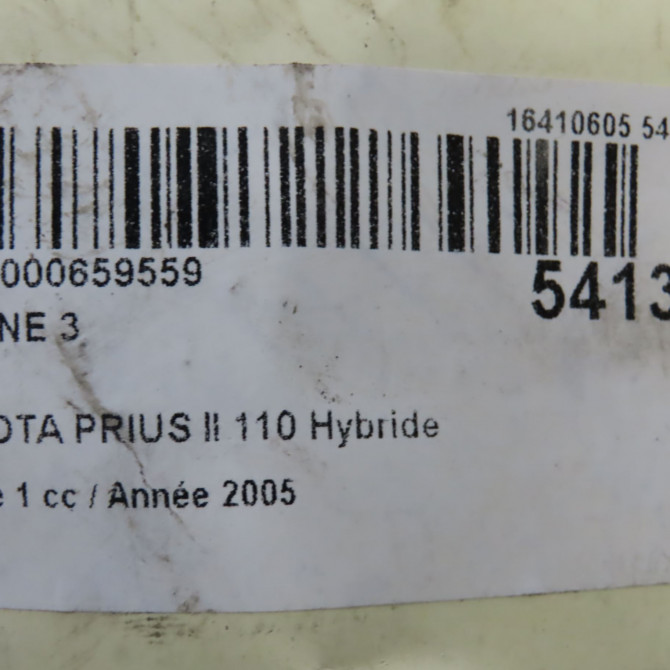 16410605 54
000659559
5413
NE 3
OTA PRIUS II 110 Hybride
e 1 cc / Année 2005